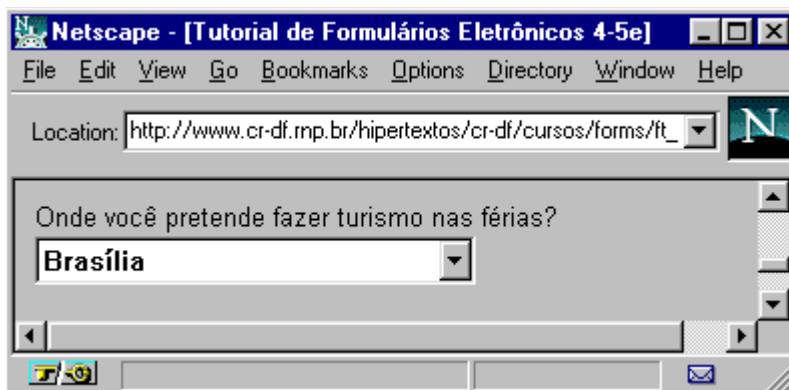 Netscape - [Tutorial de Formulários Eletrônicos 4-5e]
File Edit View Go Bookmarks Options Directory Window Help
Location: http://www.cr-df.rnp.br/hipertextos/cr-df/cursos/forms/ft_
N
Onde você pretende fazer turismo nas férias?
Brasília